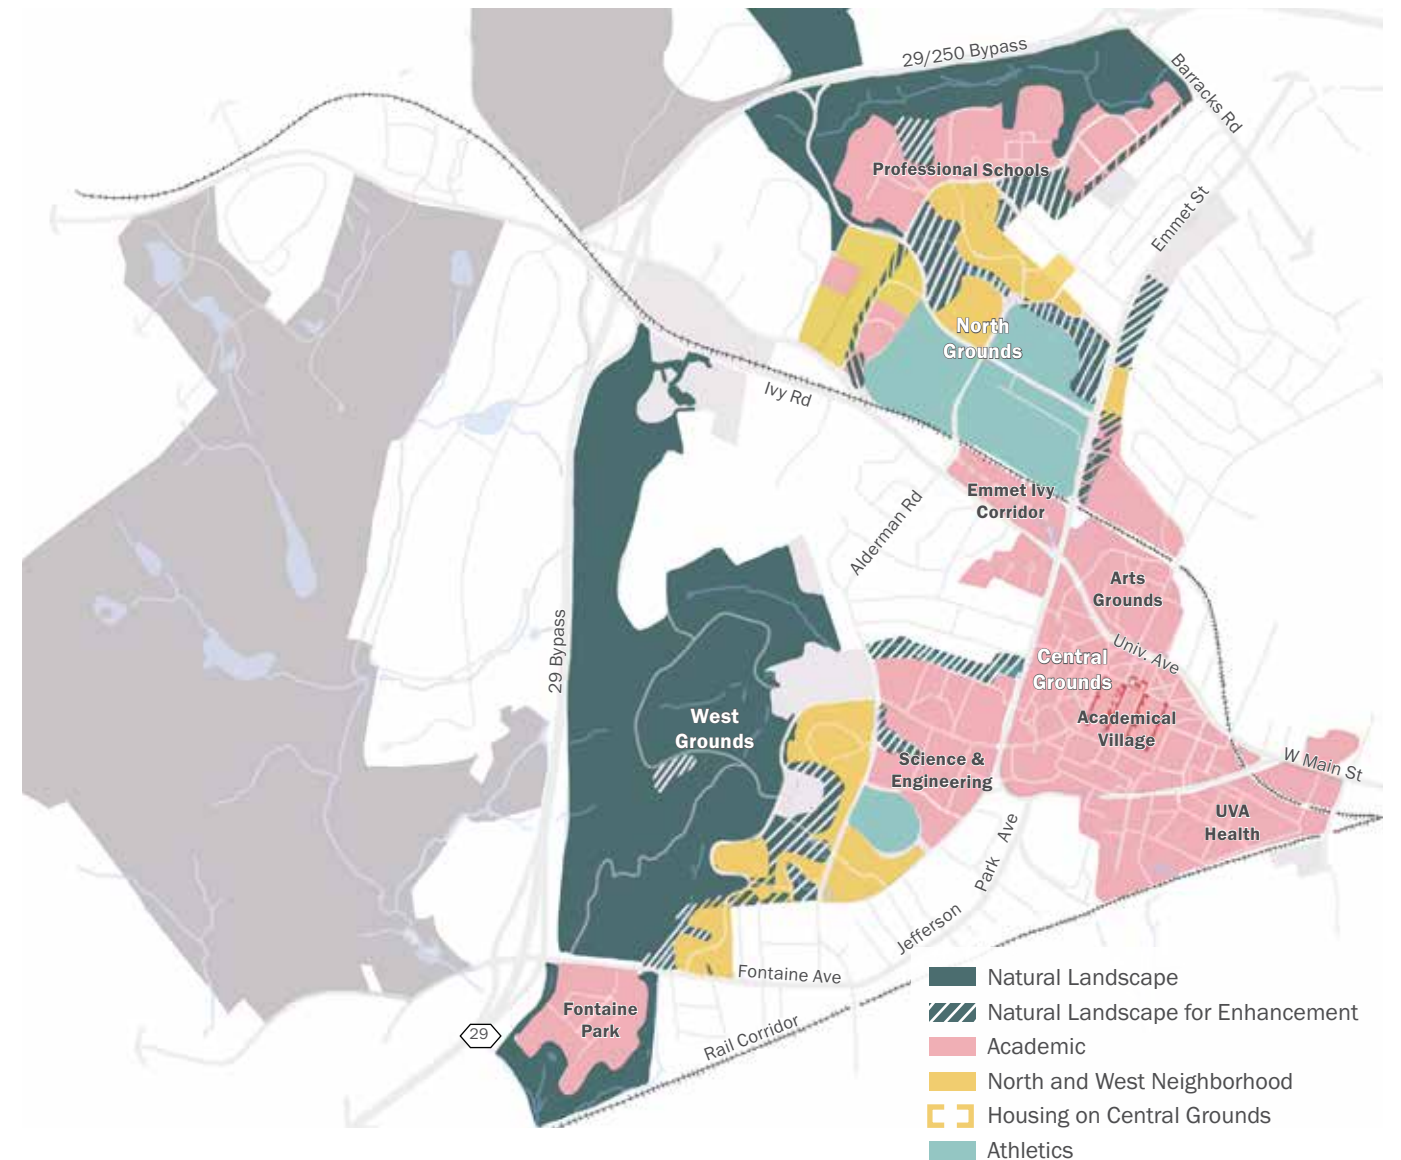 29/250 Bypass
Barracks Rd
Professional Schools
Emmet St
North
Grounds
Ivy Rd
Emmet Ivy
Corridor
Alderman Rd
Arts
Grounds
29 Bypass
Univ. Ave
Central
Grounds
West
Grounds
Academical
Village
Science &
Engineering
W Main St
UVA
Health
Park Ave
Jefferson
Fontaine Ave
Fontaine
Park
29
Rail Corridor
Natural Landscape
Natural Landscape for Enhancement
Academic
North and West Neighborhood
Housing on Central Grounds
Athletics